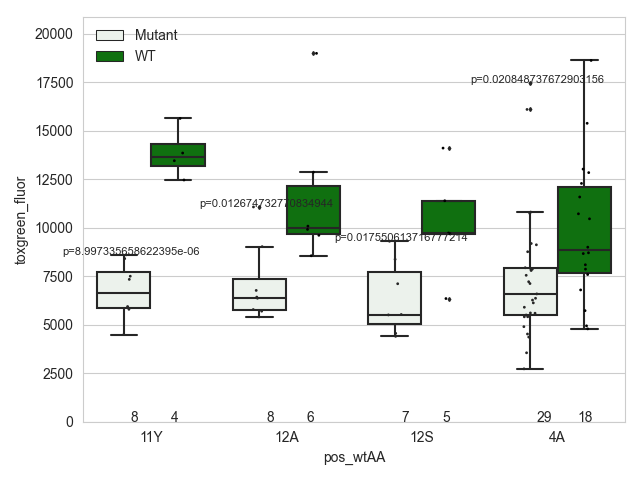 Mutant
WT
20000
17500
15000
12500
10000
7500
5000
2500
0
toxgreen_fluor
p=8.997335658622395e-06
p=0.012674732770834944
p=0.017550613716777214
p=0.020848737672903156
8 4 8 6 7 5 29 18
11Y 12A 12S 4A
pos_wtAA